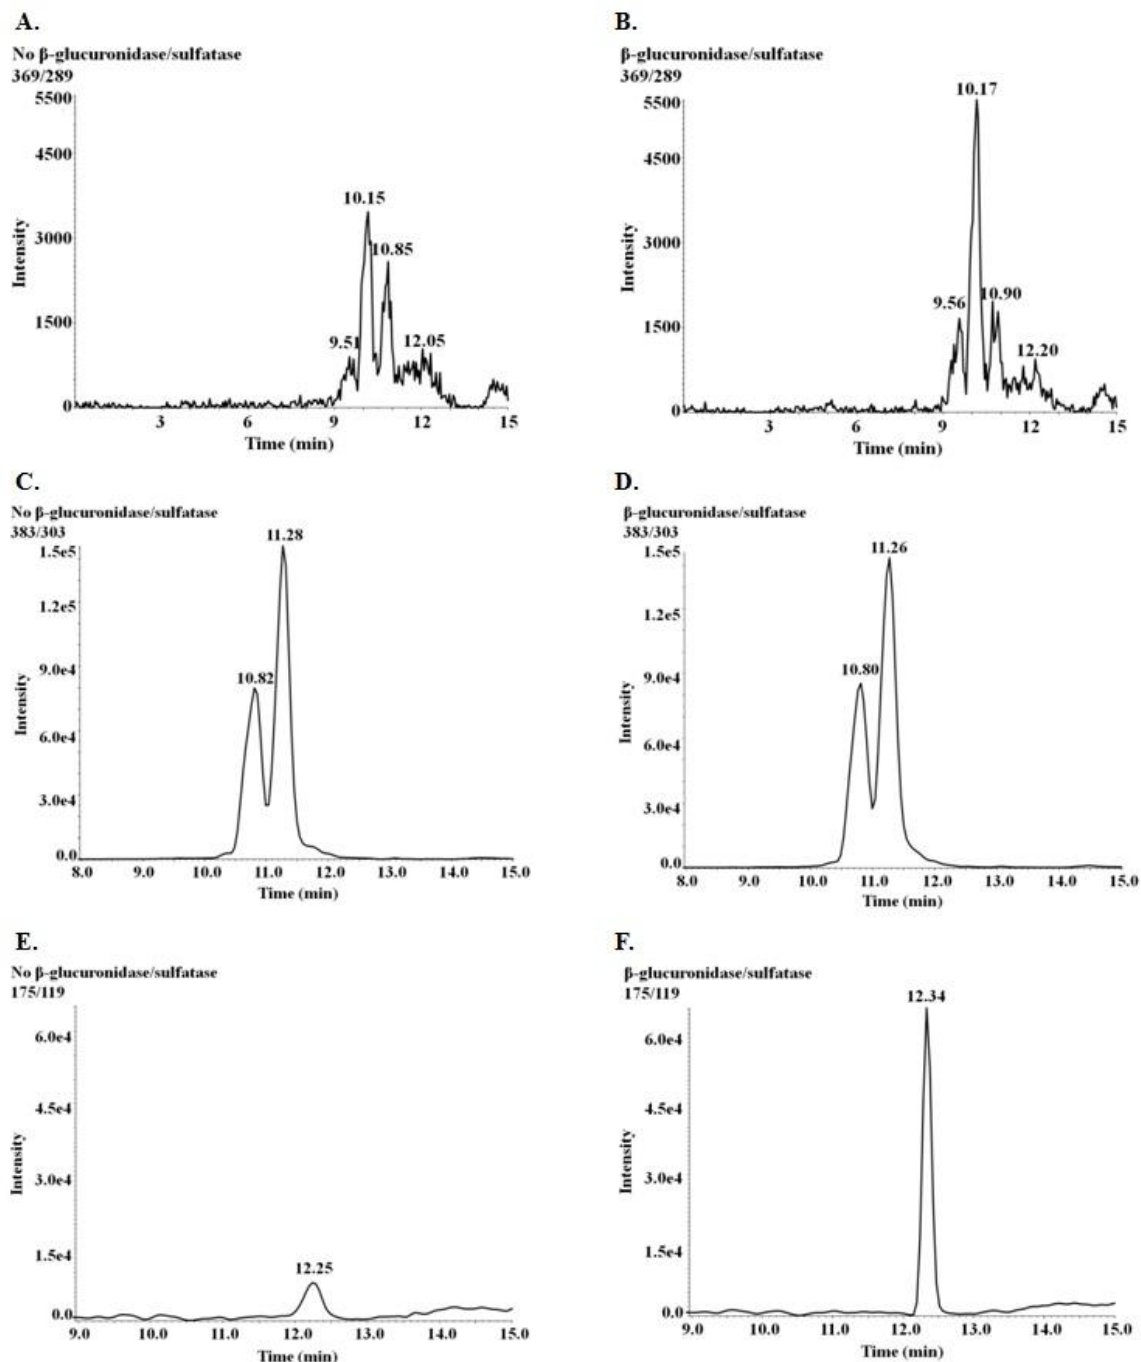 A.
No β-glucuronidase/sulfatase
369/289
5500
4500
3000
1500
0
Intensity
9.51
10.15
10.85
12.05
3 6 9 12 15
Time (min)
B.
β-glucuronidase/sulfatase
369/289
5500
4500
3000
1500
0
Intensity
9.56
10.17
10.90
12.20
3 6 9 12 15
Time (min)
C.
No β-glucuronidase/sulfatase
383/303
1.5e5
1.2e5
9.0e4
6.0e4
3.0e4
0.0
Intensity
10.82
11.28
8.0 9.0 10.0 11.0 12.0 13.0 14.0 15.0
Time (min)
D.
β-glucuronidase/sulfatase
383/303
1.5e5
1.2e5
9.0e4
6.0e4
3.0e4
0.0
Intensity
10.80
11.26
8.0 9.0 10.0 11.0 12.0 13.0 14.0 15.0
Time (min)
E.
No β-glucuronidase/sulfatase
175/119
6.0e4
4.5e4
3.0e4
1.5e4
0.0
Intensity
12.25
9.0 10.0 11.0 12.0 13.0 14.0 15.0
Time (min)
F.
β-glucuronidase/sulfatase
175/119
6.0e4
4.5e4
3.0e4
1.5e4
0.0
Intensity
12.34
9.0 10.0 11.0 12.0 13.0 14.0 15.0
Time (min)